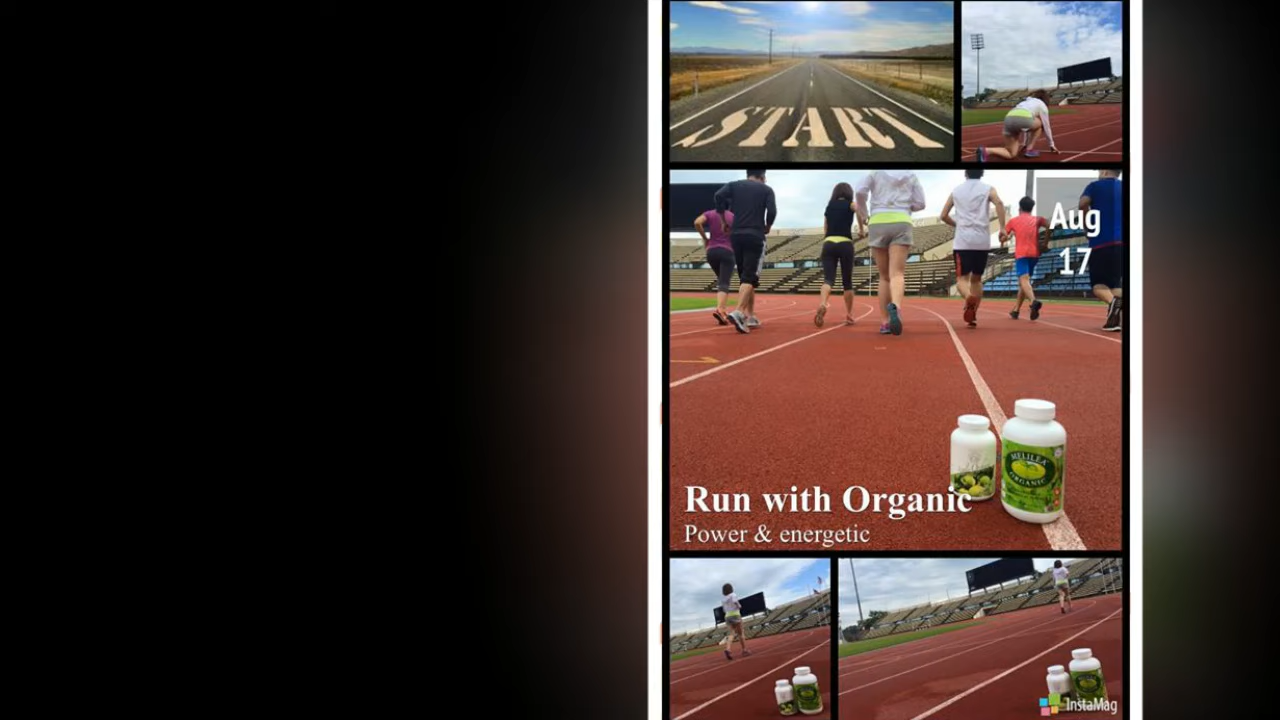 START
Aug
17
MELILEA
ORGANIC
Run with Organic
Power & energetic
InstaMag